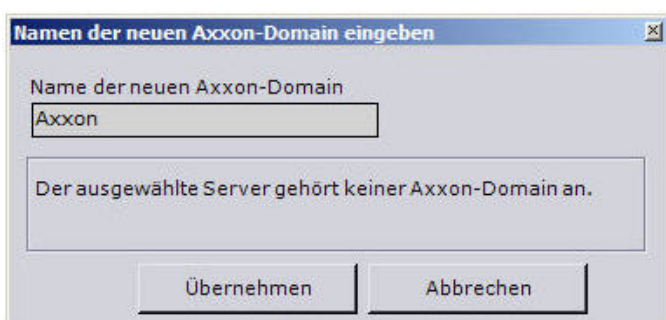 Namen der neuen Axxon-Domain eingeben
Name der neuen Axxon-Domain
Axxon
Der ausgewählte Server gehört keiner Axxon-Domain an.
Übernehmen Abbrechen